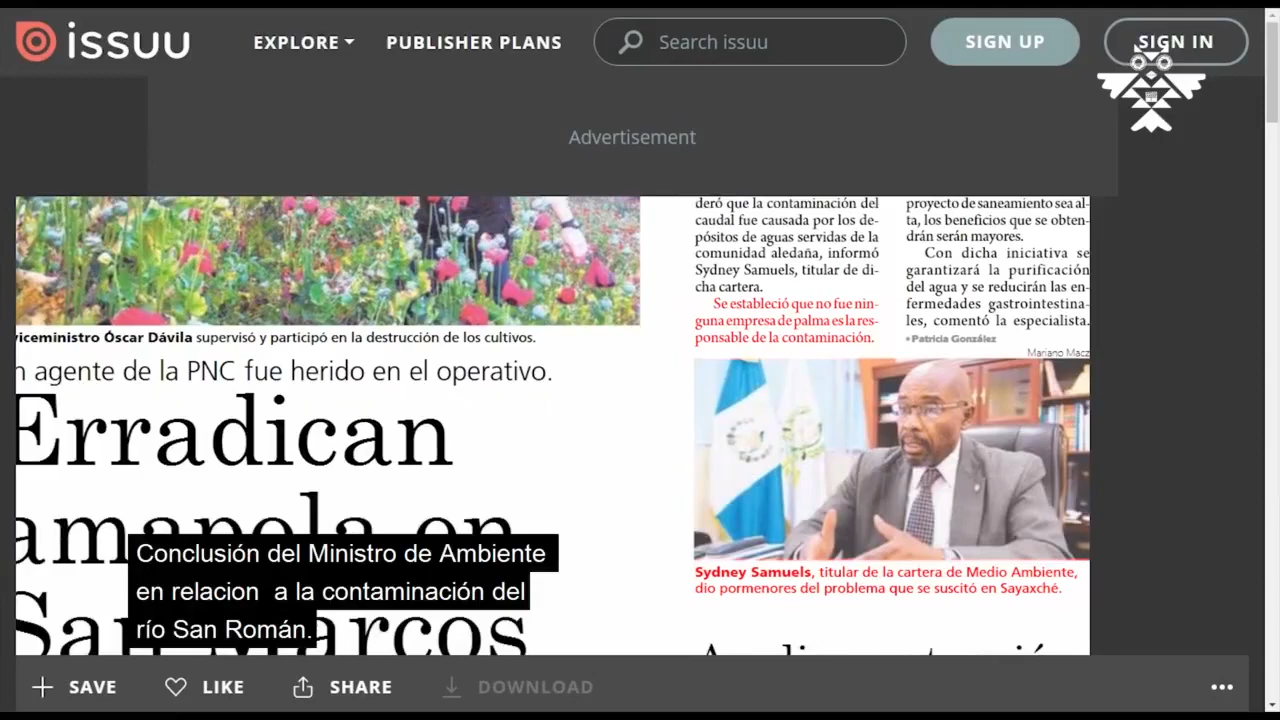 issuu
EXPLORE
PUBLISHER PLANS
Search issuu
SIGN UP
SIGN IN
Advertisement
viceministro Óscar Dávila supervisó y participó en la destrucción de los cultivos.
n agente de la PNC fue herido en el operativo.
Erradican
amapola en
San Marcos
deró que la contaminación del
caudal fue causada por los de-
pósitos de aguas servidas de la
comunidad aledaña, informó
Sydney Samuels, titular de di-
cha cartera.
Se estableció que no fue nin-
guna empresa de palma es la res-
ponsable de la contaminación.
proyecto de saneamiento sea al-
ta, los beneficios que se obten-
drán serán mayores.
Con dicha iniciativa se
garantizará la purificación
del agua y se reducirán las en-
fermedades gastrointestina-
les, comentó la especialista.
• Patricia González
Mariano Macz
Sydney Samuels, titular de la cartera de Medio Ambiente,
dio pormenores del problema que se suscitó en Sayaxché.
Conclusión del Ministro de Ambiente
en relacion a la contaminación del
río San Román.
SAVE
LIKE
SHARE
DOWNLOAD